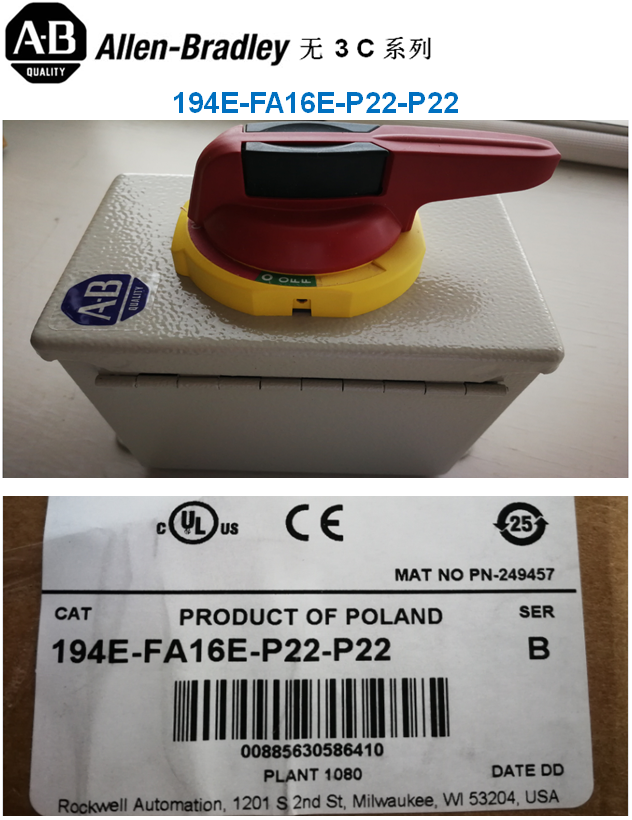 A-B
QUALITY
Allen-Bradley 无 3 C 系列
194E-FA16E-P22-P22
O
OFF
AB
QUALITY
C UL US CE 25
MAT NO PN-249457
CAT PRODUCT OF POLAND SER
194E-FA16E-P22-P22 B
00885630586410
PLANT 1080
DATE DD
Rockwell Automation, 1201 S 2nd St, Milwaukee, WI 53204, USA